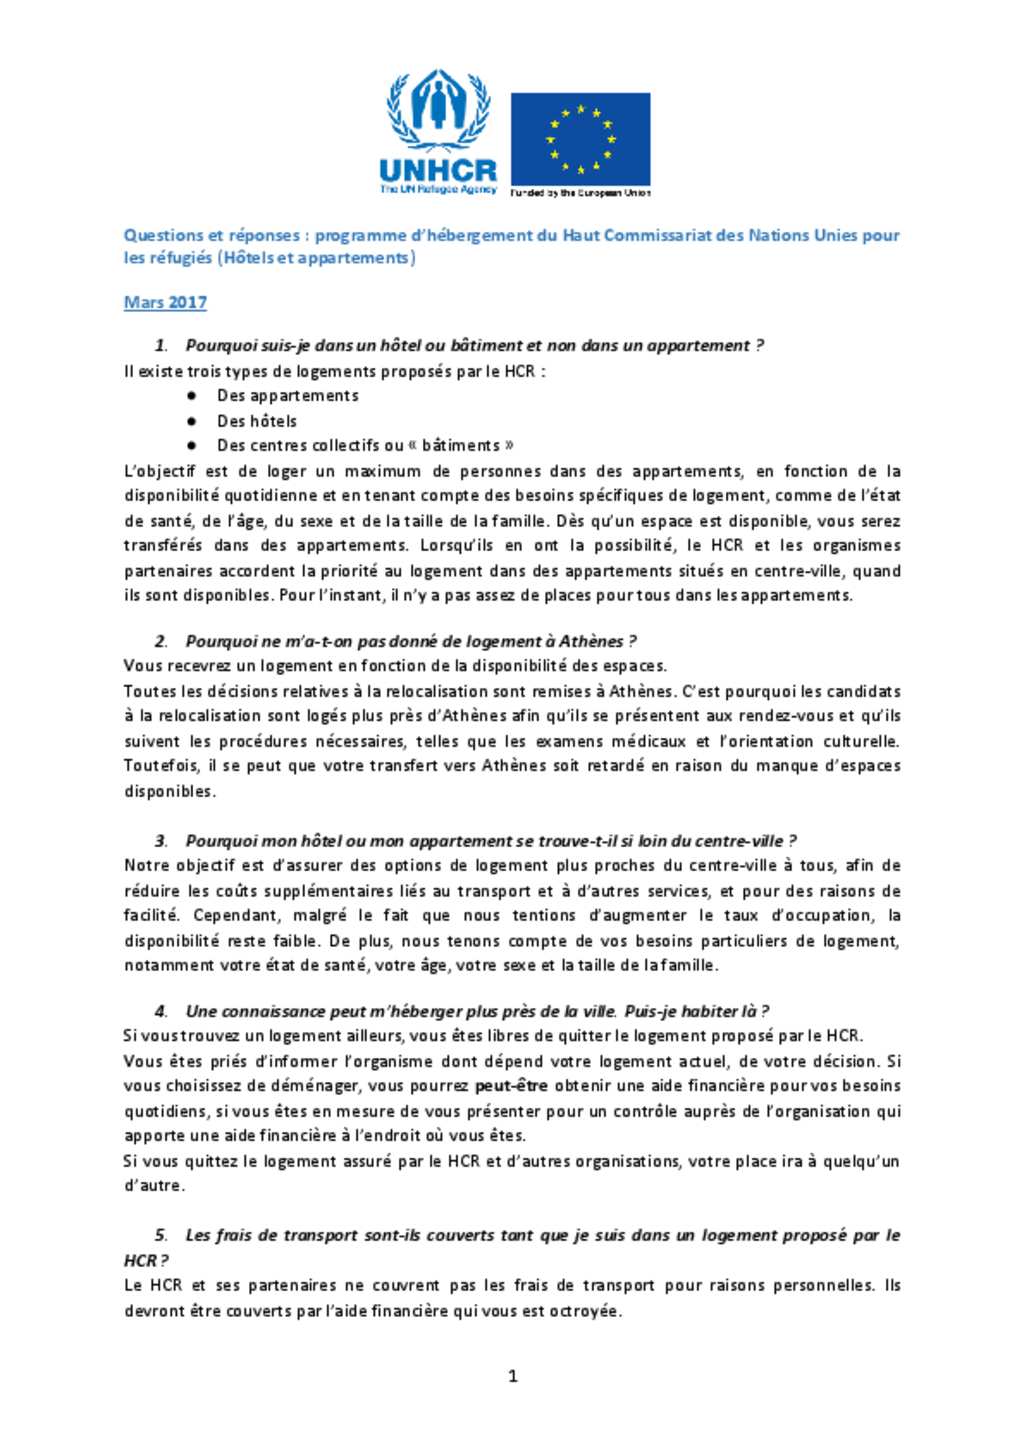 UNHCR
The UN Refugee Agency
Funded by the European Union
Questions et réponses : programme d’hébergement du Haut Commissariat des Nations Unies pour
les réfugiés (Hôtels et appartements)
Mars 2017
1. Pourquoi suis-je dans un hôtel ou bâtiment et non dans un appartement ?
Il existe trois types de logements proposés par le HCR :
● Des appartements
● Des hôtels
● Des centres collectifs ou « bâtiments »
L’objectif est de loger un maximum de personnes dans des appartements, en fonction de la
disponibilité quotidienne et en tenant compte des besoins spécifiques de logement, comme de l’état
de santé, de l’âge, du sexe et de la taille de la famille. Dès qu’un espace est disponible, vous serez
transférés dans des appartements. Lorsqu’ils en ont la possibilité, le HCR et les organismes
partenaires accordent la priorité au logement dans des appartements situés en centre-ville, quand
ils sont disponibles. Pour l’instant, il n’y a pas assez de places pour tous dans les appartements.
2. Pourquoi ne m’a-t-on pas donné de logement à Athènes ?
Vous recevrez un logement en fonction de la disponibilité des espaces.
Toutes les décisions relatives à la relocalisation sont remises à Athènes. C’est pourquoi les candidats
à la relocalisation sont logés plus près d’Athènes afin qu’ils se présentent aux rendez-vous et qu’ils
suivent les procédures nécessaires, telles que les examens médicaux et l’orientation culturelle.
Toutefois, il se peut que votre transfert vers Athènes soit retardé en raison du manque d’espaces
disponibles.
3. Pourquoi mon hôtel ou mon appartement se trouve-t-il si loin du centre-ville ?
Notre objectif est d’assurer des options de logement plus proches du centre-ville à tous, afin de
réduire les coûts supplémentaires liés au transport et à d’autres services, et pour des raisons de
facilité. Cependant, malgré le fait que nous tentions d’augmenter le taux d’occupation, la
disponibilité reste faible. De plus, nous tenons compte de vos besoins particuliers de logement,
notamment votre état de santé, votre âge, votre sexe et la taille de la famille.
4. Une connaissance peut m’héberger plus près de la ville. Puis-je habiter là ?
Si vous trouvez un logement ailleurs, vous êtes libres de quitter le logement proposé par le HCR.
Vous êtes priés d’informer l’organisme dont dépend votre logement actuel, de votre décision. Si
vous choisissez de déménager, vous pourrez peut-être obtenir une aide financière pour vos besoins
quotidiens, si vous êtes en mesure de vous présenter pour un contrôle auprès de l’organisation qui
apporte une aide financière à l’endroit où vous êtes.
Si vous quittez le logement assuré par le HCR et d’autres organisations, votre place ira à quelqu’un
d’autre.
5. Les frais de transport sont-ils couverts tant que je suis dans un logement proposé par le
HCR ?
Le HCR et ses partenaires ne couvrent pas les frais de transport pour raisons personnelles. Ils
devront être couverts par l’aide financière qui vous est octroyée.
1